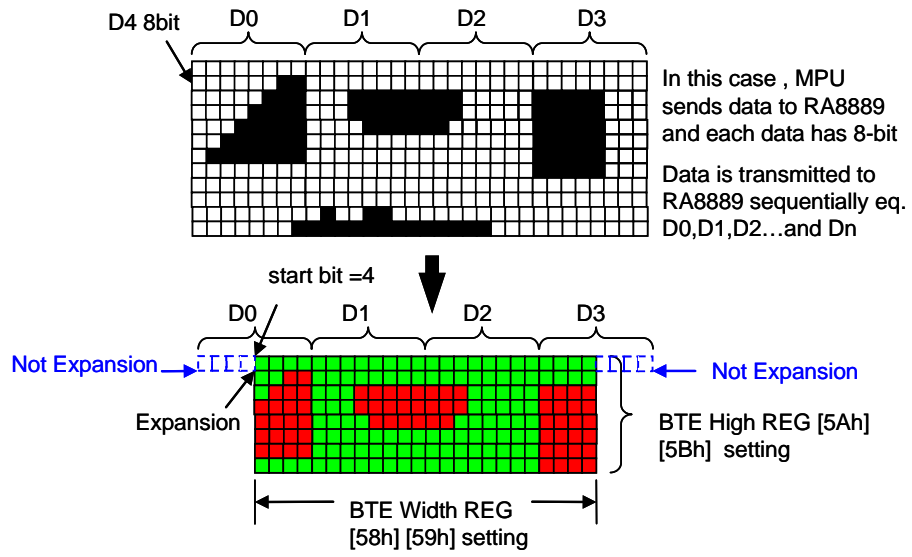 D4 8bit
D0
D1
D2
D3
In this case , MPU
sends data to RA8889
and each data has 8-bit
Data is transmitted to
RA8889 sequentially eq.
D0,D1,D2...and Dn
start bit =4
D0
D1
D2
D3
Not Expansion
Not Expansion
Expansion
BTE High REG [5Ah]
[5Bh] setting
BTE Width REG
[58h] [59h] setting